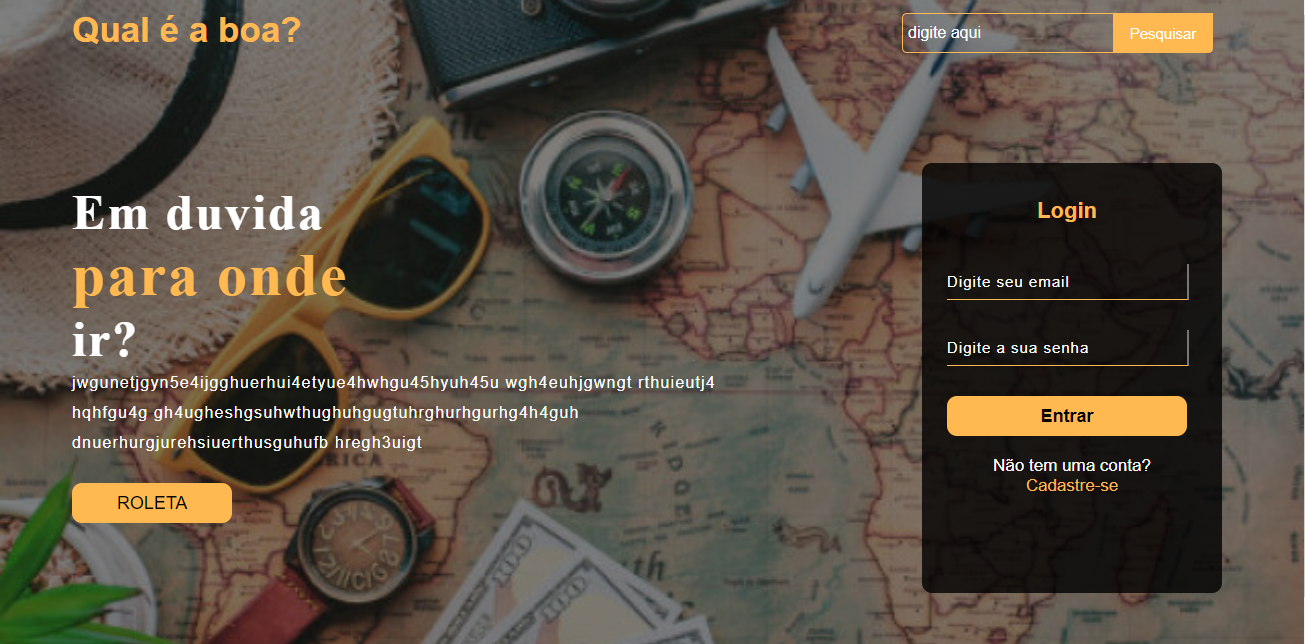 Qual é a boa?
digite aqui
Pesquisar
Em duvida
para onde
ir?
jwgunetjgyn5e4ijgghuerhui4etyue4hwhgu45hyuh45u wgh4euhjgwngt rthuieutj4
hqhfgu4g gh4ugheshgsuhwthughuhgugtuhrghurhgurhg4h4guh
dnuerhurgjurehsiuerthusguhufb hregh3uigt
ROLETA
Login
Digite seu email
Digite a sua senha
Entrar
Não tem uma conta?
Cadastre-se